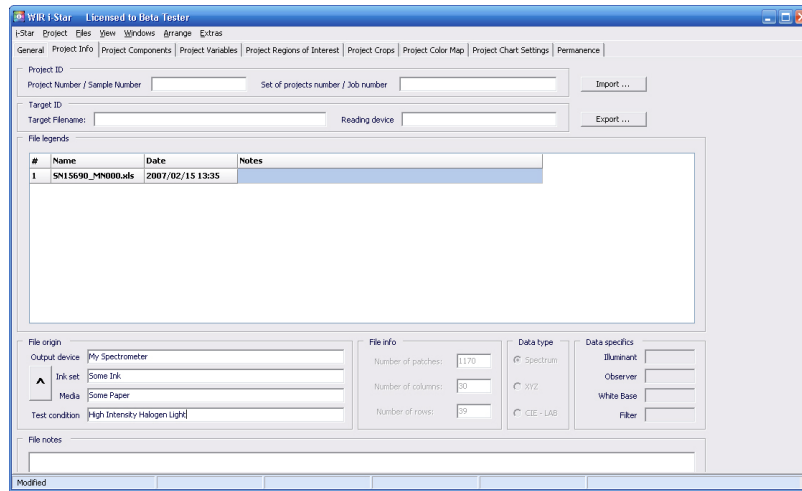 WIR i-Star Licensed to Beta Tester
i-Star Project Files View Windows Arrange Extras
General Project Info Project Components Project Variables Project Regions of Interest Project Crops Project Color Map Project Chart Settings Permanence
Project ID
Project Number / Sample Number Set of projects number / Job number Import ...
Target ID
Target Filename: Reading device Export ...
File legends
# Name Date Notes
1 SN15690_MN000.xls 2007/02/15 13:35
File origin File info Data type Data specifics
Output device My Spectrometer Number of patches: 1170 Spectrum Illuminant
^ Ink set Some Ink Number of columns: 30 XYZ Observer
Media Some Paper White Base
Test condition High Intensity Halogen Light Number of rows: 39 CIE - LAB Filter
File notes
Modified